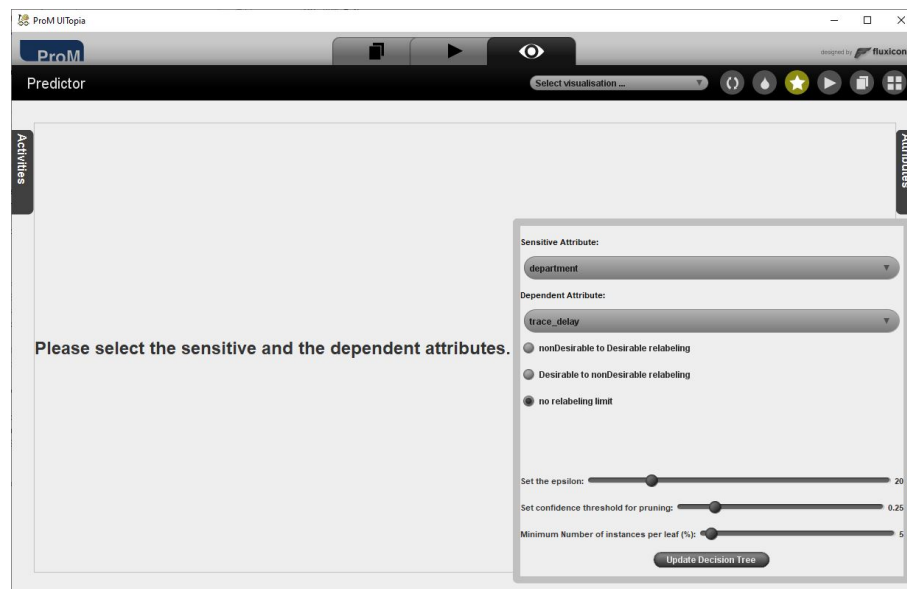 ProM UITopia
ProM
designed by fluxicon
Predictor
Select visualisation ...
Activities
Attributes
Sensitive Attribute:
department
Dependent Attribute:
trace_delay
Please select the sensitive and the dependent attributes.
nonDesirable to Desirable relabeling
Desirable to nonDesirable relabeling
no relabeling limit
Set the epsilon: 20
Set confidence threshold for pruning: 0.25
Minimum Number of instances per leaf (%): 5
Update Decision Tree